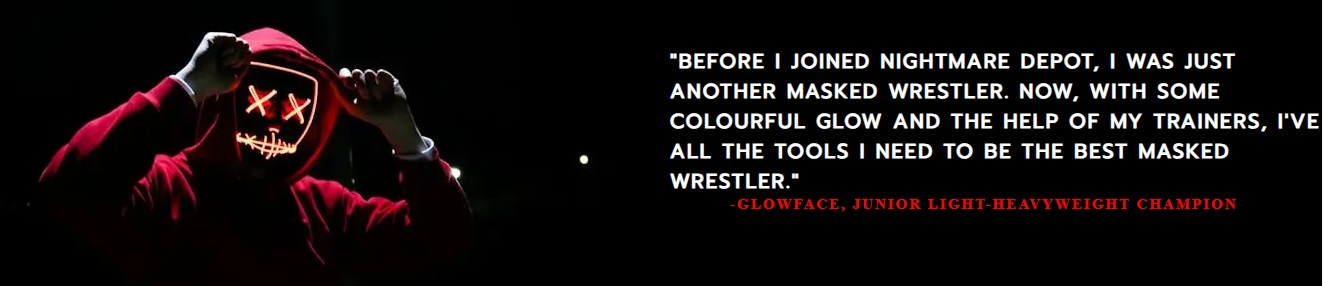 "BEFORE I JOINED NIGHTMARE DEPOT, I WAS JUST
ANOTHER MASKED WRESTLER. NOW, WITH SOME
COLOURFUL GLOW AND THE HELP OF MY TRAINERS, I'VE
ALL THE TOOLS I NEED TO BE THE BEST MASKED
WRESTLER."
-GLOWFACE, JUNIOR LIGHT-HEAVYWEIGHT CHAMPION